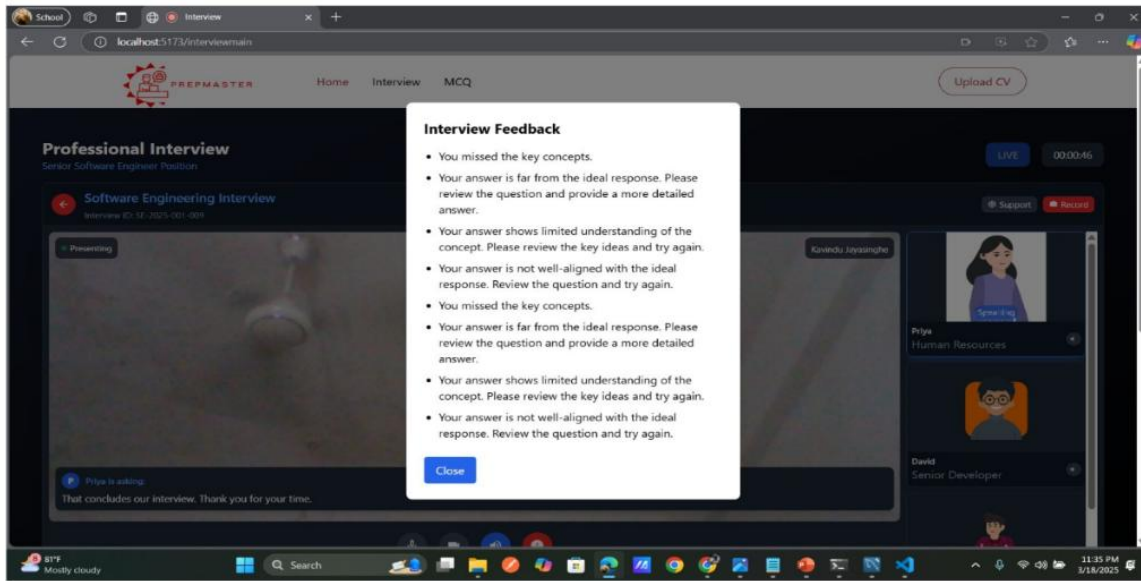 School
Interview
localhost:5173/interviewmain
PREPMASTER
Home Interview MCQ
Upload CV
Professional Interview
Senior Software Engineer Position
LIVE 00:00:46
Software Engineering Interview
Interview ID: SE-2025-001-009
Support Record
Presenting
Kavindu Jayasinghe
Interview Feedback
• You missed the key concepts.
• Your answer is far from the ideal response. Please
review the question and provide a more detailed
answer.
• Your answer shows limited understanding of the
concept. Please review the key ideas and try again.
• Your answer is not well-aligned with the ideal
response. Review the question and try again.
• You missed the key concepts.
• Your answer is far from the ideal response. Please
review the question and provide a more detailed
answer.
• Your answer shows limited understanding of the
concept. Please review the key ideas and try again.
• Your answer is not well-aligned with the ideal
response. Review the question and try again.
Close
Priya
Human Resources
David
Senior Developer
P Priya is asking:
That concludes our interview. Thank you for your time.
81°F
Mostly cloudy
Search
11:35 PM
3/18/2025